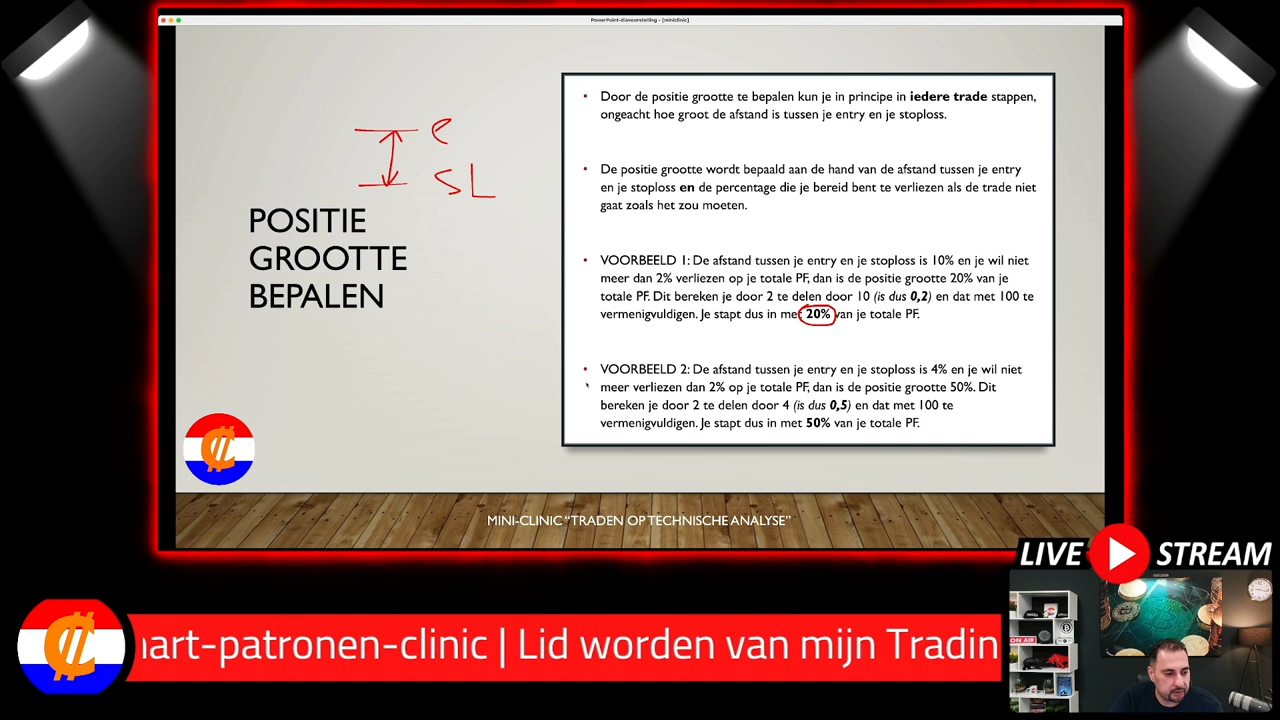 PowerPoint-diavoorstelling - [miniclinic]
e
SL
POSITIE
GROOTTE
BEPALEN
• Door de positie grootte te bepalen kun je in principe in iedere trade stappen,
ongeacht hoe groot de afstand is tussen je entry en je stoploss.
• De positie grootte wordt bepaald aan de hand van de afstand tussen je entry
en je stoploss en de percentage die je bereid bent te verliezen als de trade niet
gaat zoals het zou moeten.
• VOORBEELD 1: De afstand tussen je entry en je stoploss is 10% en je wil niet
meer dan 2% verliezen op je totale PF, dan is de positie grootte 20% van je
totale PF. Dit bereken je door 2 te delen door 10 (is dus 0,2) en dat met 100 te
vermenigvuldigen. Je stapt dus in met 20% van je totale PF.
• VOORBEELD 2: De afstand tussen je entry en je stoploss is 4% en je wil niet
meer verliezen dan 2% op je totale PF, dan is de positie grootte 50%. Dit
bereken je door 2 te delen door 4 (is dus 0,5) en dat met 100 te
vermenigvuldigen. Je stapt dus in met 50% van je totale PF.
MINI-CLINIC “TRADEN OP TECHNISCHE ANALYSE”
LIVE STREAM
hart-patronen-clinic | Lid worden van mijn Tradin
ON AIR